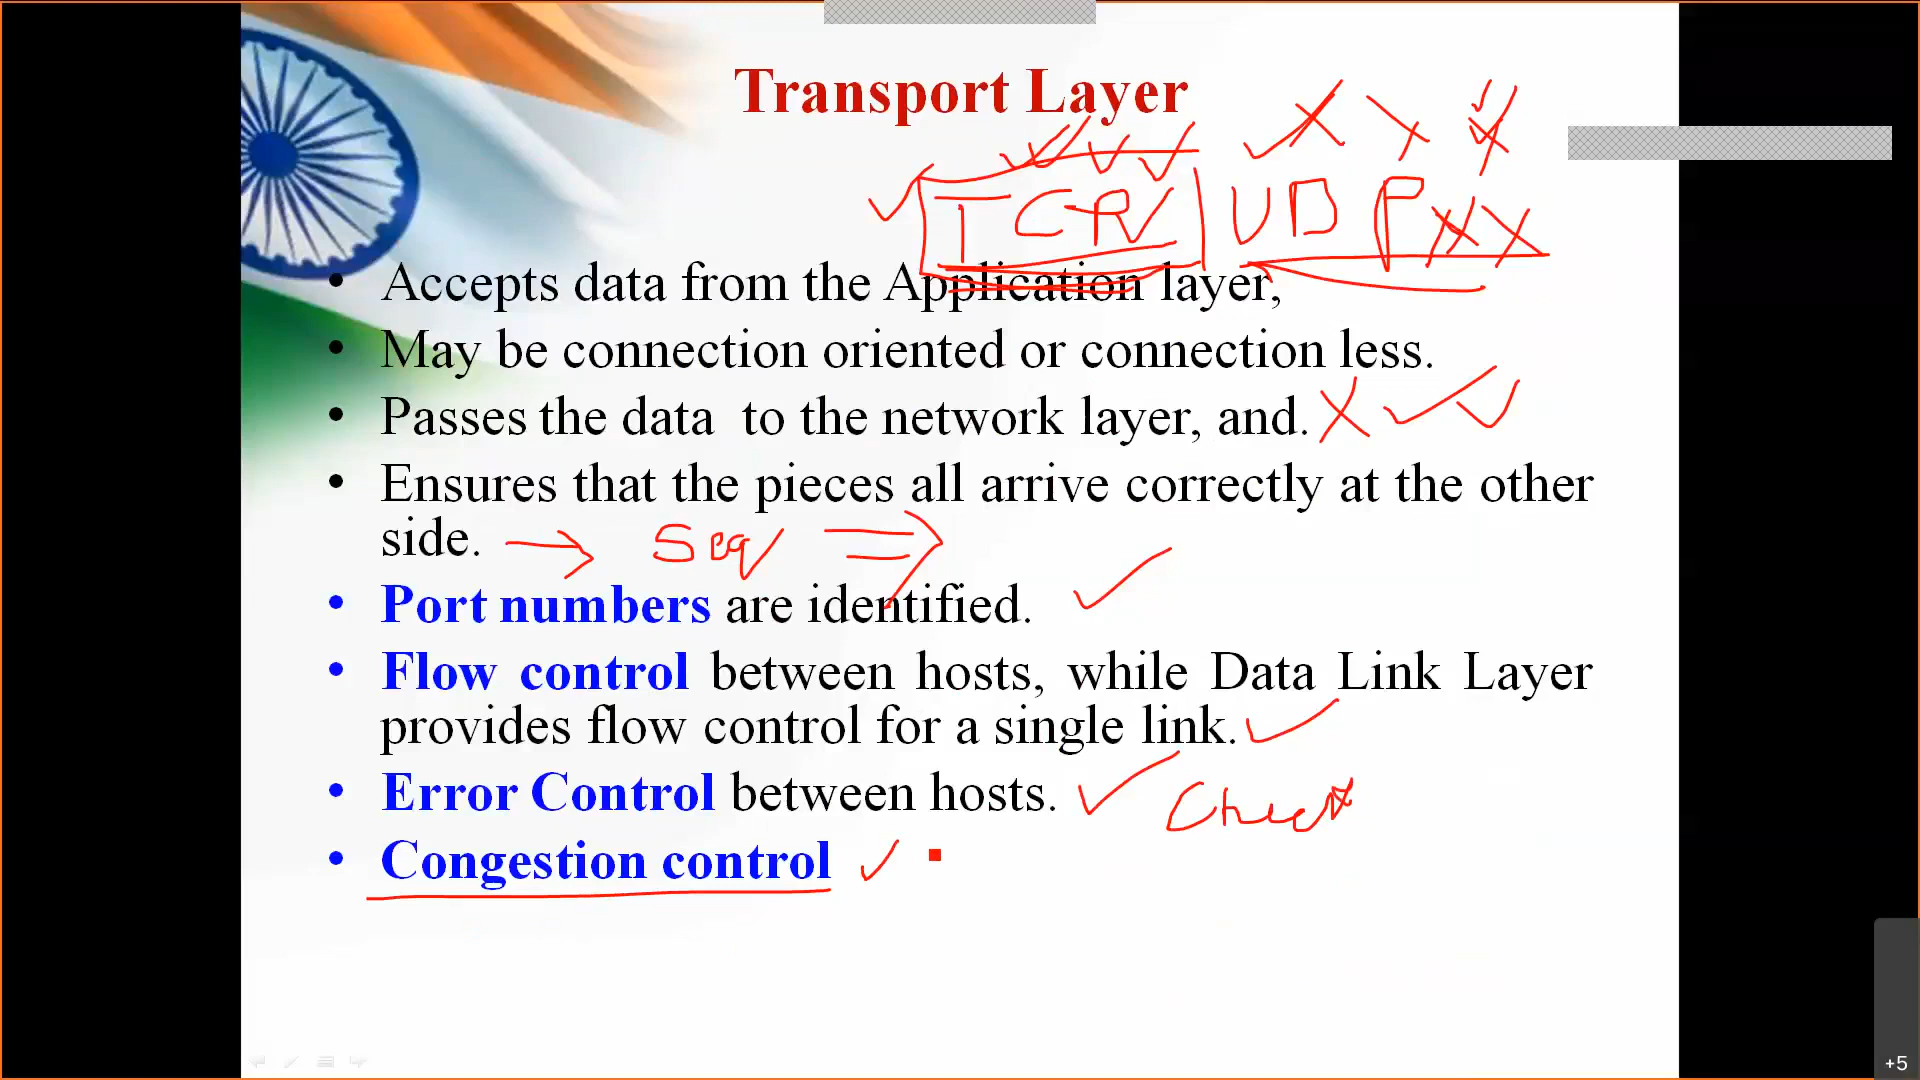 Transport Layer
TCP UDP
• Accepts data from the Application layer,
• May be connection oriented or connection less.
• Passes the data to the network layer, and.
• Ensures that the pieces all arrive correctly at the other
side. → Seq
• Port numbers are identified.
• Flow control between hosts, while Data Link Layer
provides flow control for a single link.
• Error Control between hosts.
• Congestion control
+5